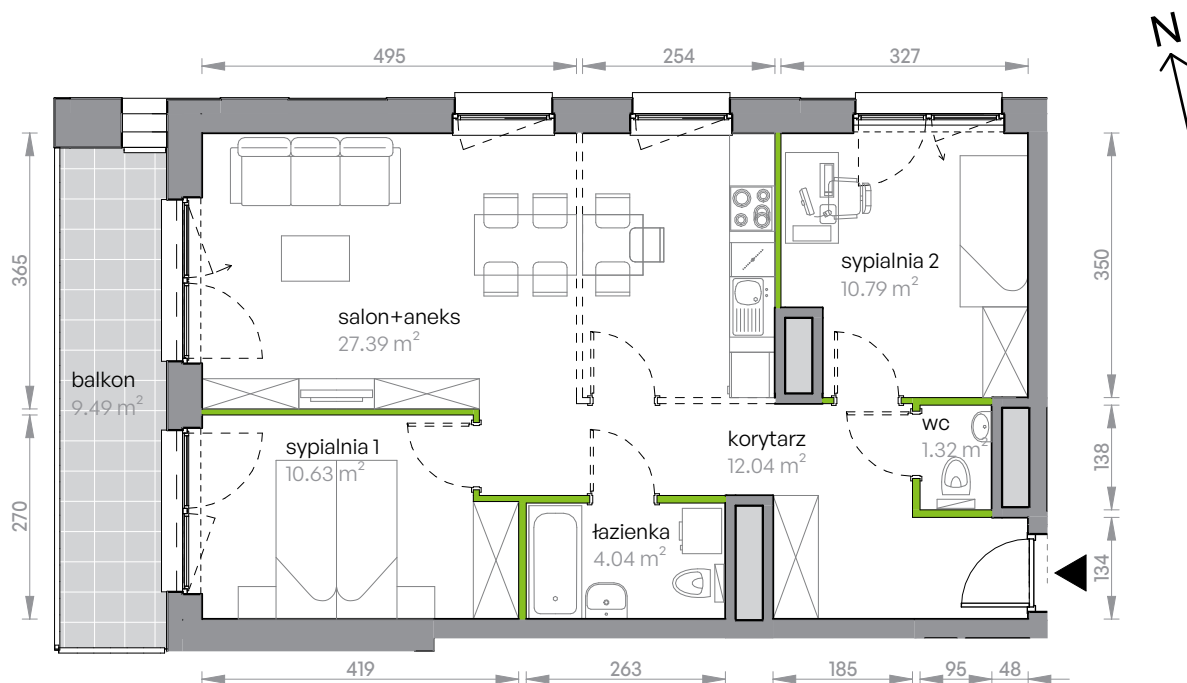 N
495
254
327
365
350
sypialnia 2
10.79 m²
salon+aneks
27.39 m²
balkon
9.49 m²
sypialnia 1
10.63 m²
korytarz
12.04 m²
wc
1.32 m²
138
270
łazienka
4.04 m²
134
419
263
185
95
48